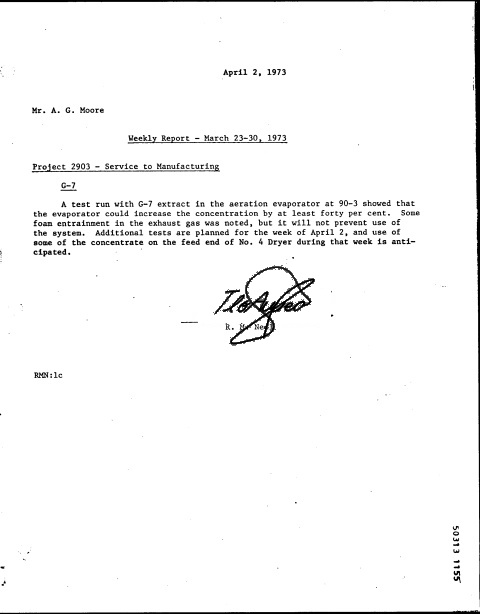 April 2, 1973
Mr. A. G. Moore
Weekly Report - March 23-30, 1973
Project 2903 - Service to Manufacturing
G-7
A test run with G-7 extract in the aeration evaporator at 90-3 showed that
the evaporator could increase the concentration by at least forty per cent. Some
foam entrainment in the exhaust gas was noted, but it will not prevent use of
the system. Additional tests are planned for the week of April 2, and use of
some of the concentrate on the feed end of No. 4 Dryer during that week is anti-
cipated.
R.
RMN:lc
50313 1155